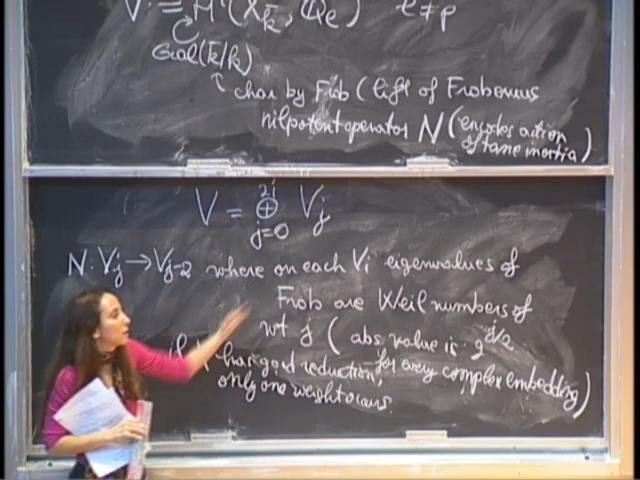 V := H^i(X_k̄, Q_ℓ) ℓ ≠ p
Gal(k̄/k)
char by Frob (lift of Frobenius
nilpotent operator N (encodes action
of tame inertia)
V = ⊕_{j=0}^{2i} V_j
N: V_j → V_{j-2} where on each V_j eigenvalues of
Frob are Weil numbers of
wt j (abs value is q^{j/2}
for every complex embedding)
if has good reduction,
only one weight occurs.